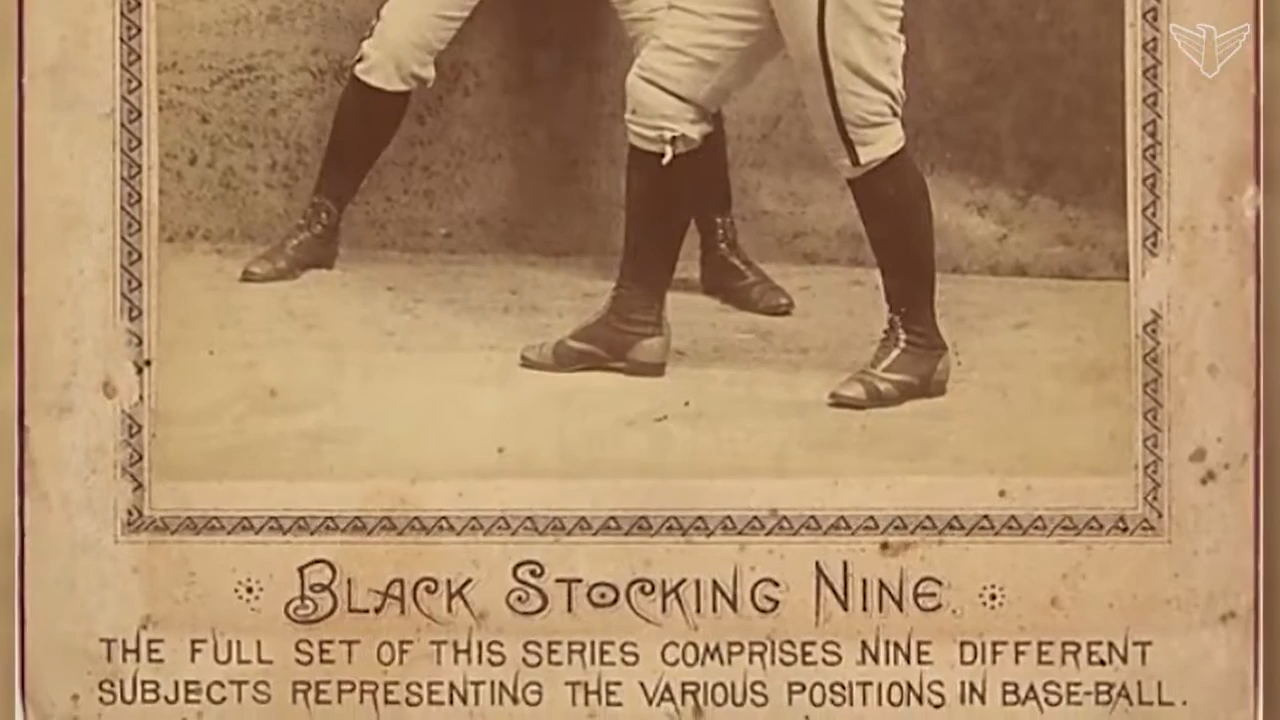 BLACK STOCKING NINE.
THE FULL SET OF THIS SERIES COMPRISES NINE DIFFERENT
SUBJECTS REPRESENTING THE VARIOUS POSITIONS IN BASE-BALL.